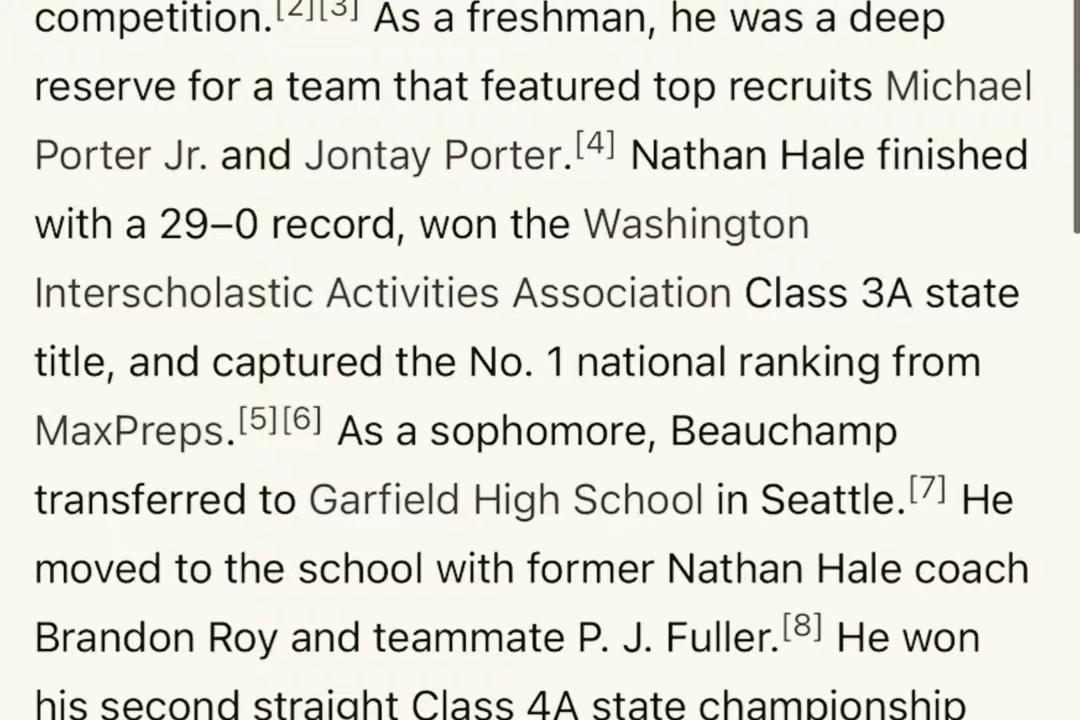 competition.[2][3] As a freshman, he was a deep
reserve for a team that featured top recruits Michael
Porter Jr. and Jontay Porter.[4] Nathan Hale finished
with a 29–0 record, won the Washington
Interscholastic Activities Association Class 3A state
title, and captured the No. 1 national ranking from
MaxPreps.[5][6] As a sophomore, Beauchamp
transferred to Garfield High School in Seattle.[7] He
moved to the school with former Nathan Hale coach
Brandon Roy and teammate P. J. Fuller.[8] He won
his second straight Class 4A state championship